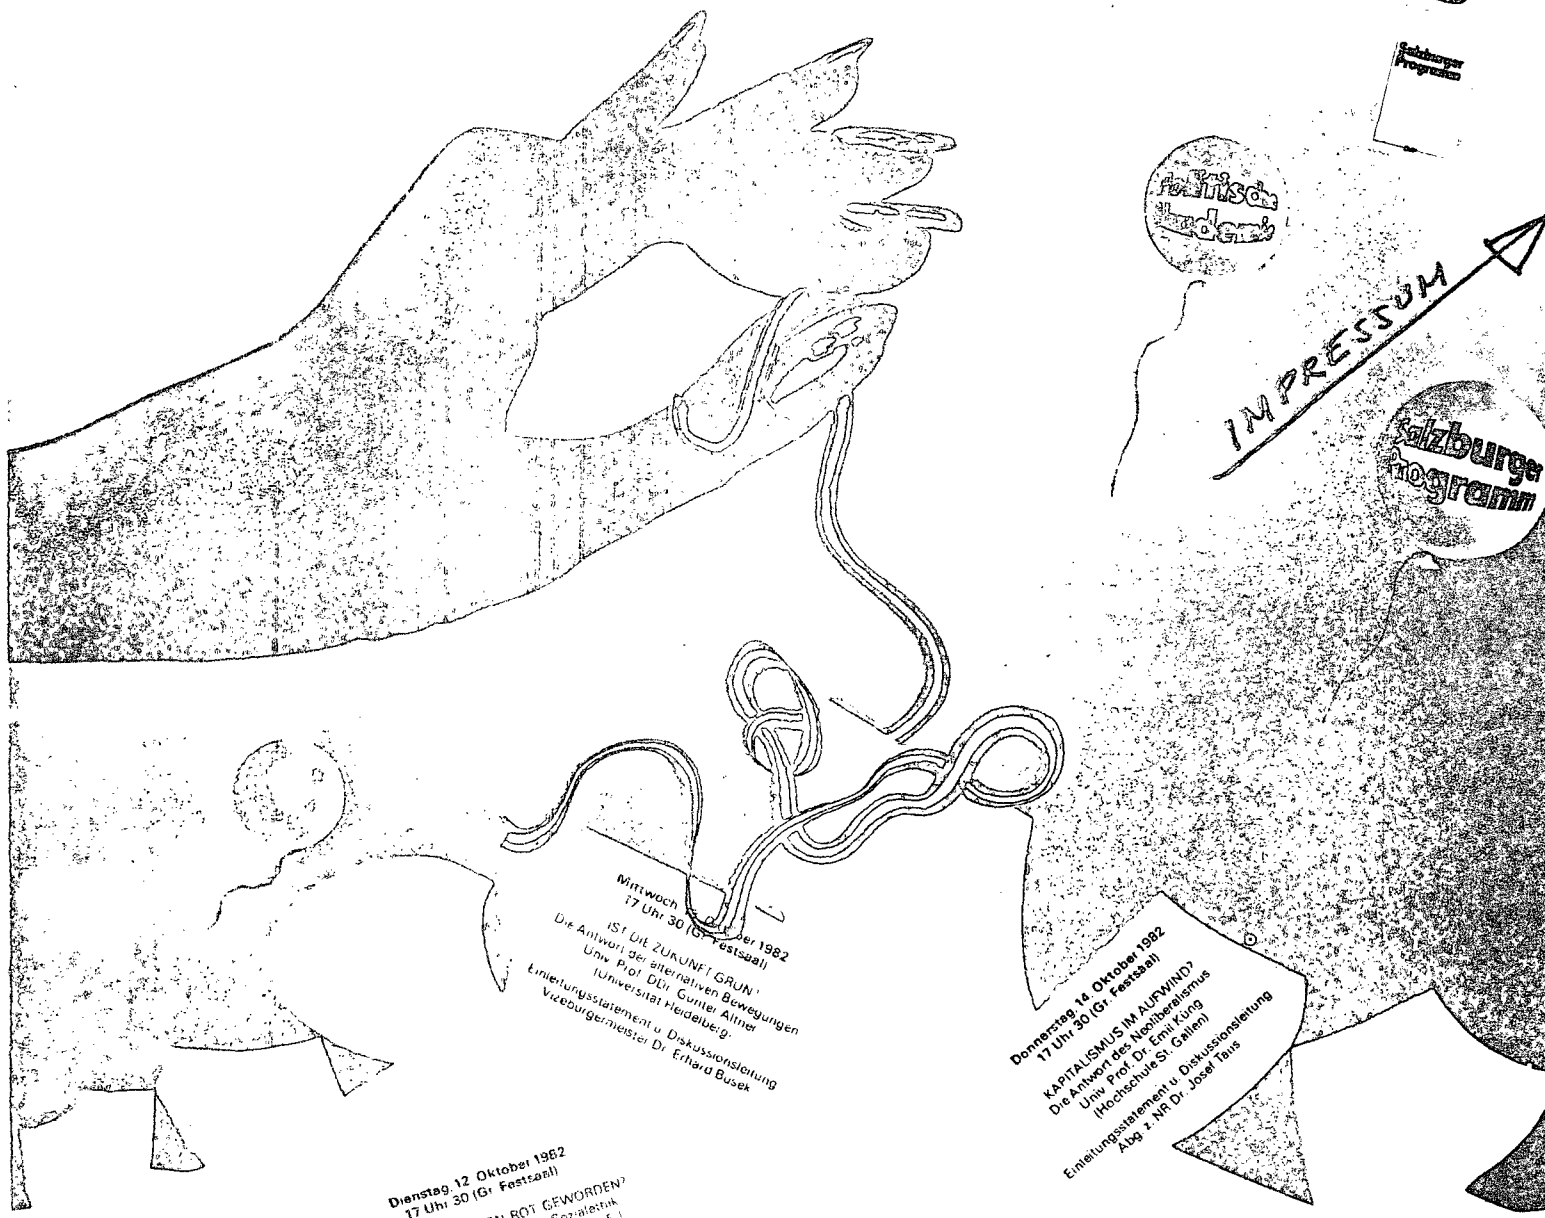 Salzburger
Programm
Politische
Akademie
IMPRESSUM
Salzburger
Programm
Mittwoch 1982
17 Uhr 30 (Gr. Festsaal)
IST DIE ZUKUNFT GRÜN?
Die Antwort der alternativen Bewegungen
Univ. Prof. DDr. Günter Altner
(Universität Heidelberg)
Einleitungsstatement u. Diskussionsleitung
Vizebürgermeister Dr. Erhard Busek
Donnerstag, 14. Oktober 1982
17 Uhr 30 (Gr. Festsaal)
KAPITALISMUS IM AUFWIND?
Die Antwort des Neoliberalismus
Univ. Prof. Dr. Emil Küng
(Hochschule St. Gallen)
Einleitungsstatement u. Diskussionsleitung
Abg. z. NR Dr. Josef Taus
Dienstag, 12. Oktober 1982
17 Uhr 30 (Gr. Festsaal)
ROT GEWORDEN?